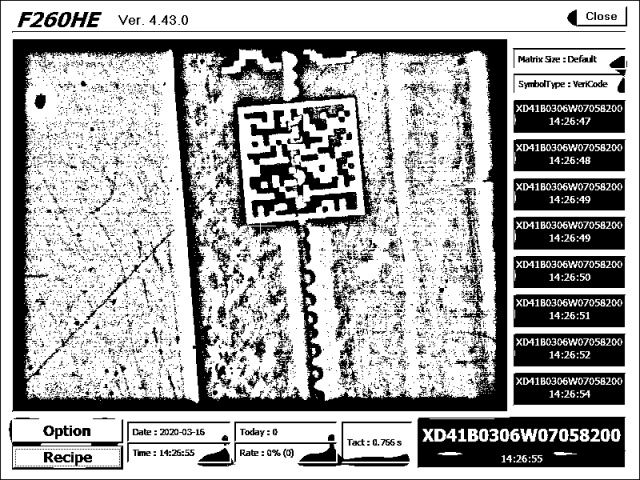 F260HE Ver. 4.43.0
Close
Matrix Size : Default
SymbolType : VeriCode
XD41B0306W07058200
14:26:47
XD41B0306W07058200
14:26:48
XD41B0306W07058200
14:26:49
XD41B0306W07058200
14:26:49
XD41B0306W07058200
14:26:50
XD41B0306W07058200
14:26:51
XD41B0306W07058200
14:26:52
XD41B0306W07058200
14:26:54
Option
Recipe
Date : 2020-03-16
Time : 14:26:55
Today : 0
Rate : 0% (0)
Tact : 0.766 s
XD41B0306W07058200
14:26:55